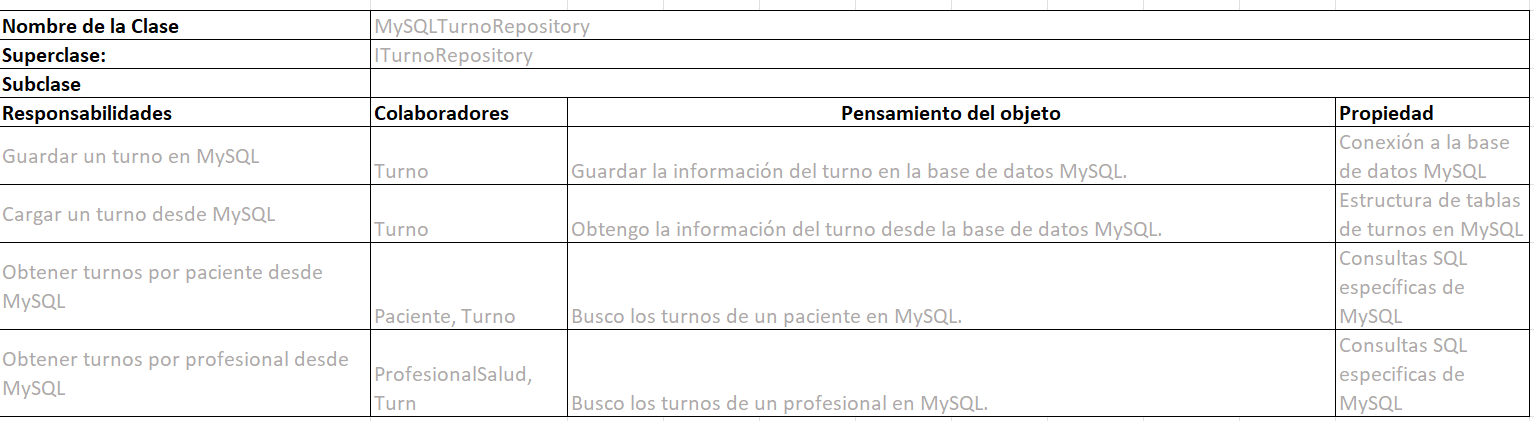 Nombre de la Clase MySQLTurnoRepository
Superclase: ITurnoRepository
Subclase
Responsabilidades Colaboradores Pensamiento del objeto Propiedad
Guardar un turno en MySQL Turno Guardar la información del turno en la base de datos MySQL. Conexión a la base
de datos MySQL
Cargar un turno desde MySQL Turno Obtengo la información del turno desde la base de datos MySQL. Estructura de tablas
de turnos en MySQL
Obtener turnos por paciente desde
MySQL Paciente, Turno Busco los turnos de un paciente en MySQL. Consultas SQL
específicas de
MySQL
Obtener turnos por profesional desde
MySQL ProfesionalSalud,
Turn Busco los turnos de un profesional en MySQL. Consultas SQL
especificas de
MySQL